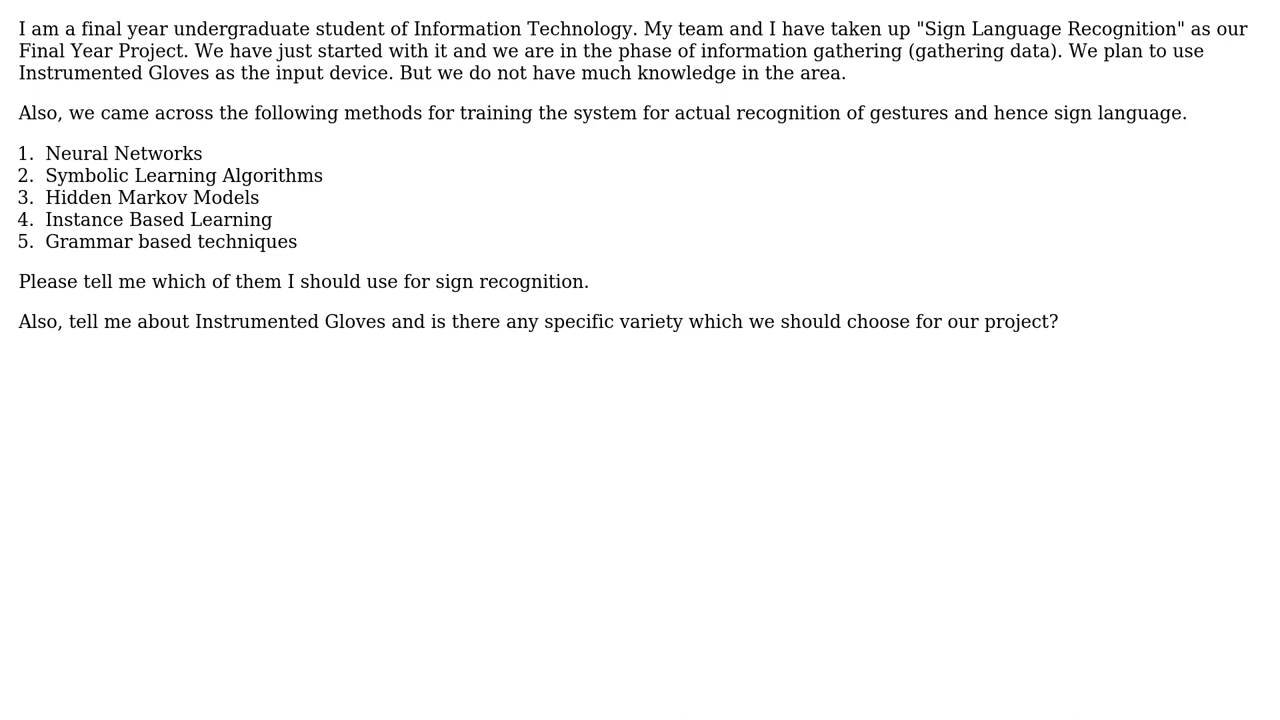 I am a final year undergraduate student of Information Technology. My team and I have taken up "Sign Language Recognition" as our
Final Year Project. We have just started with it and we are in the phase of information gathering (gathering data). We plan to use
Instrumented Gloves as the input device. But we do not have much knowledge in the area.
Also, we came across the following methods for training the system for actual recognition of gestures and hence sign language.
1. Neural Networks
2. Symbolic Learning Algorithms
3. Hidden Markov Models
4. Instance Based Learning
5. Grammar based techniques
Please tell me which of them I should use for sign recognition.
Also, tell me about Instrumented Gloves and is there any specific variety which we should choose for our project?